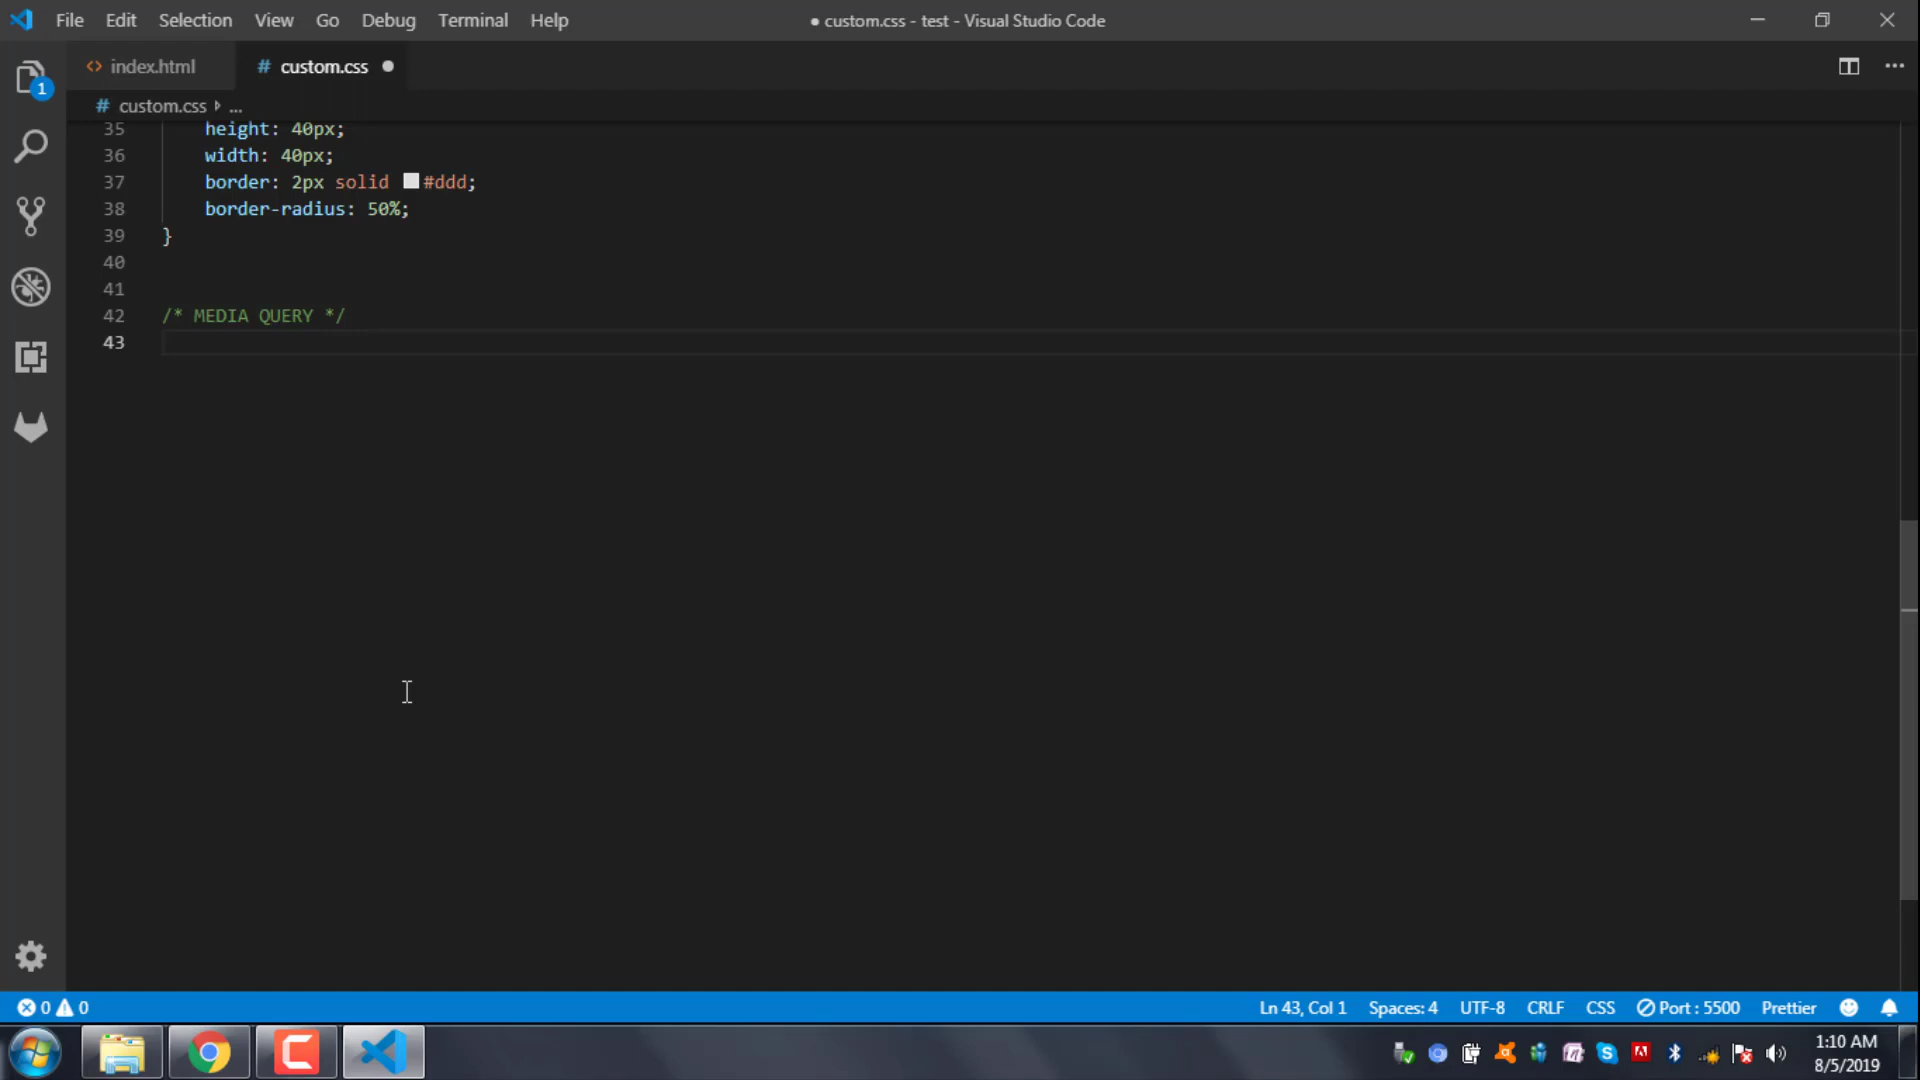 File Edit Selection View Go Debug Terminal Help
● custom.css - test - Visual Studio Code
index.html
# custom.css ●
1
# custom.css ...
35 height: 40px;
36 width: 40px;
37 border: 2px solid #ddd;
38 border-radius: 50%;
39 }
40
41
42 /* MEDIA QUERY */
43
0 0
Ln 43, Col 1 Spaces: 4 UTF-8 CRLF CSS Port : 5500 Prettier
1:10 AM
8/5/2019